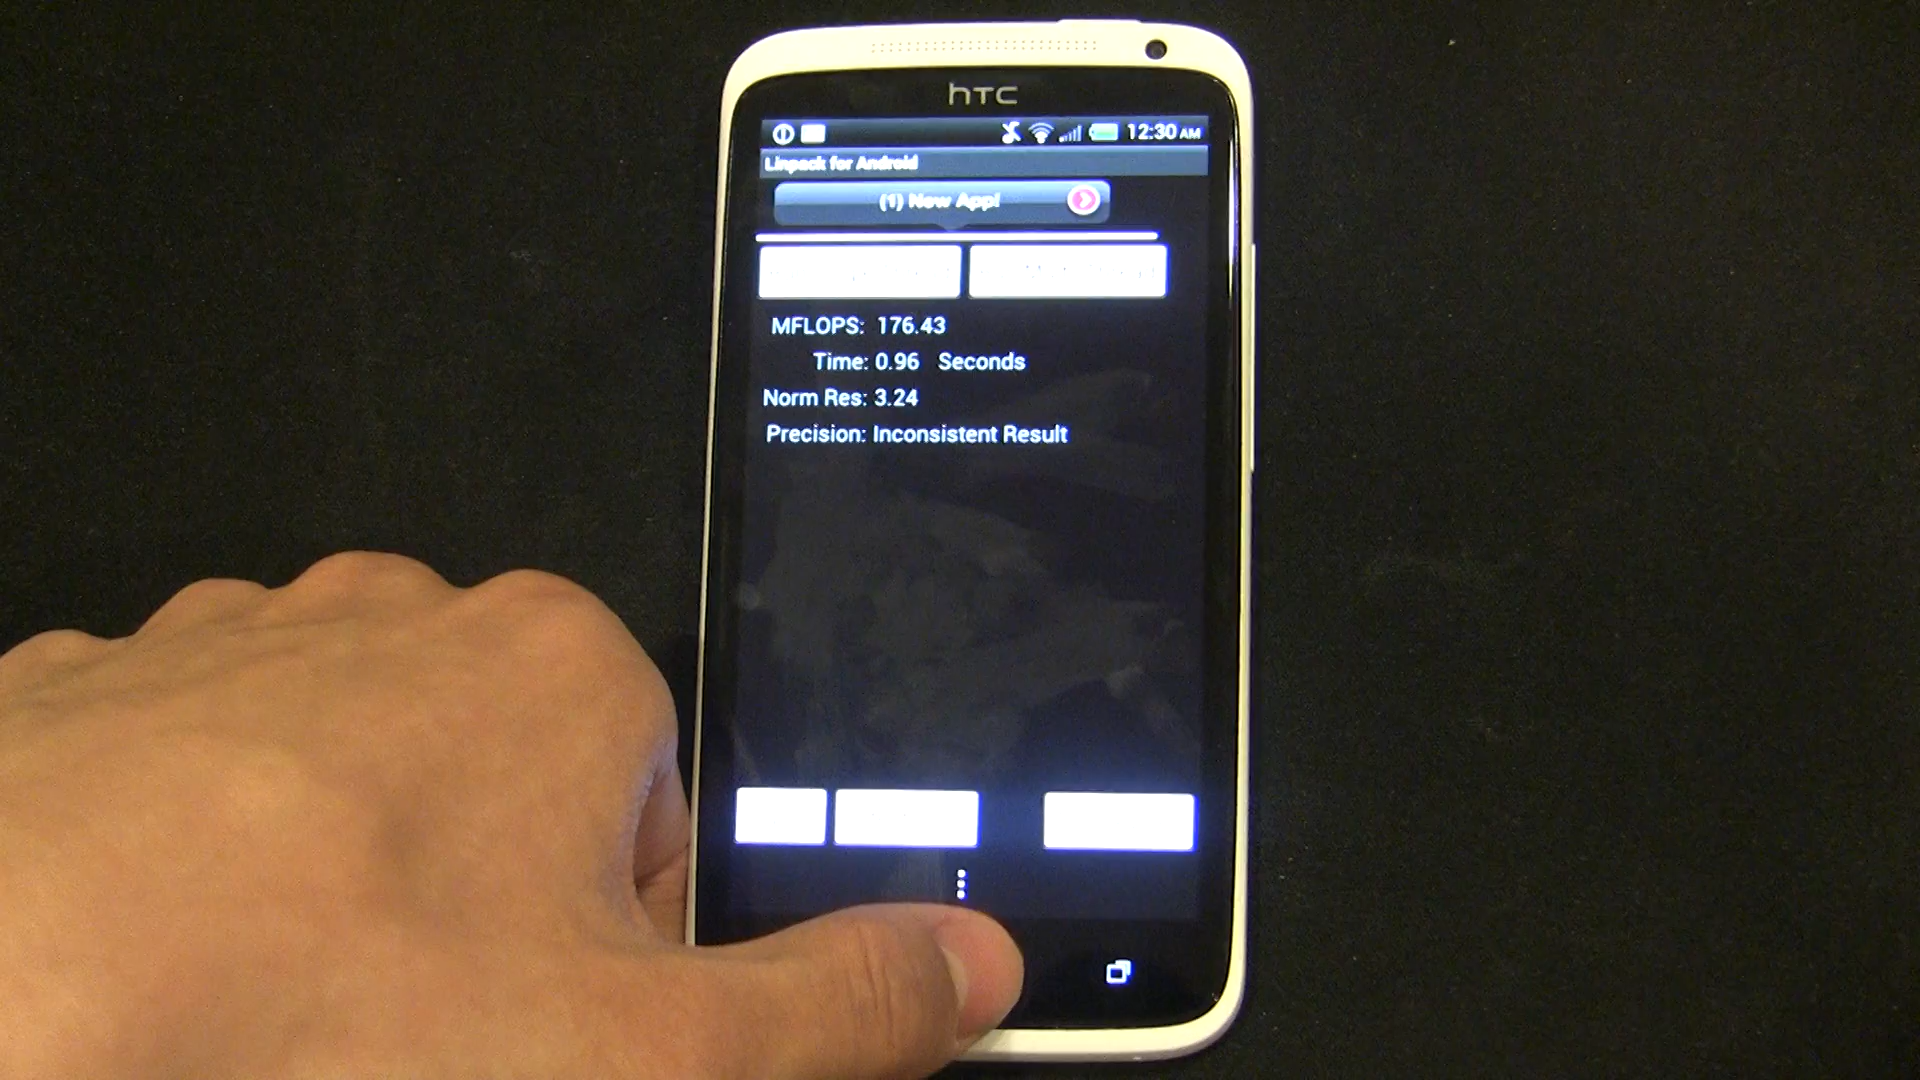 hTC
12:30 AM
Linpack for Android
(1) New App!
MFLOPS: 176.43
Time: 0.96 Seconds
Norm Res: 3.24
Precision: Inconsistent Result